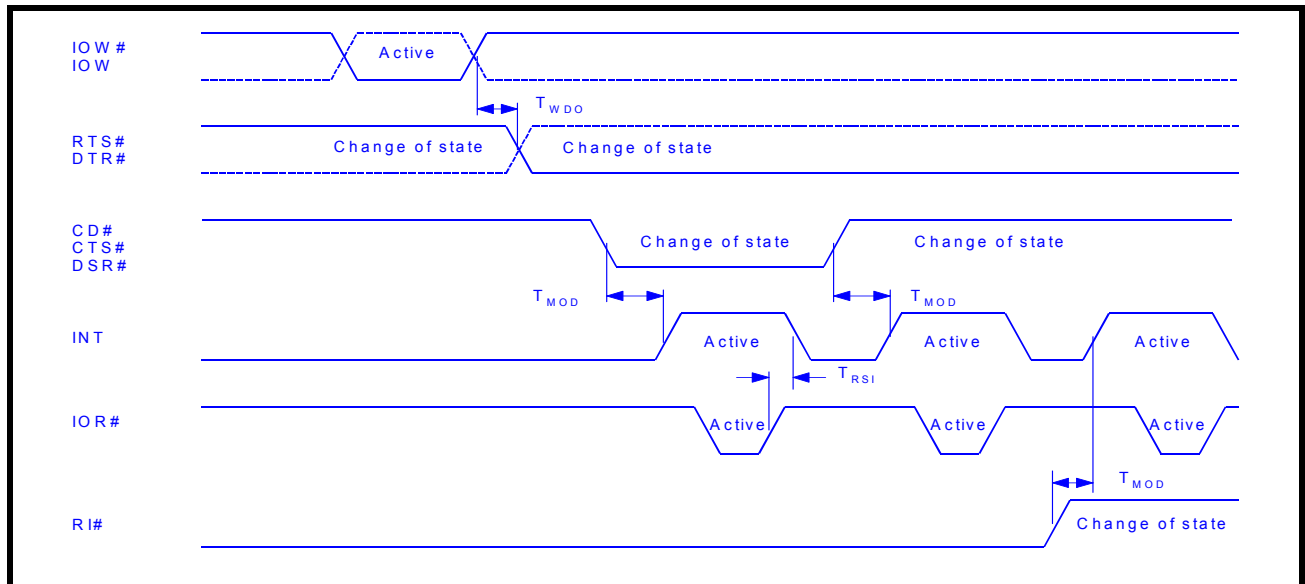 IOW#
IOW
Active
TWDO
RTS#
DTR#
Change of state
Change of state
CD#
CTS#
DSR#
Change of state
Change of state
TMOD
TMOD
INT
Active
Active
Active
TRSI
IOR#
Active
Active
Active
TMOD
RI#
Change of state